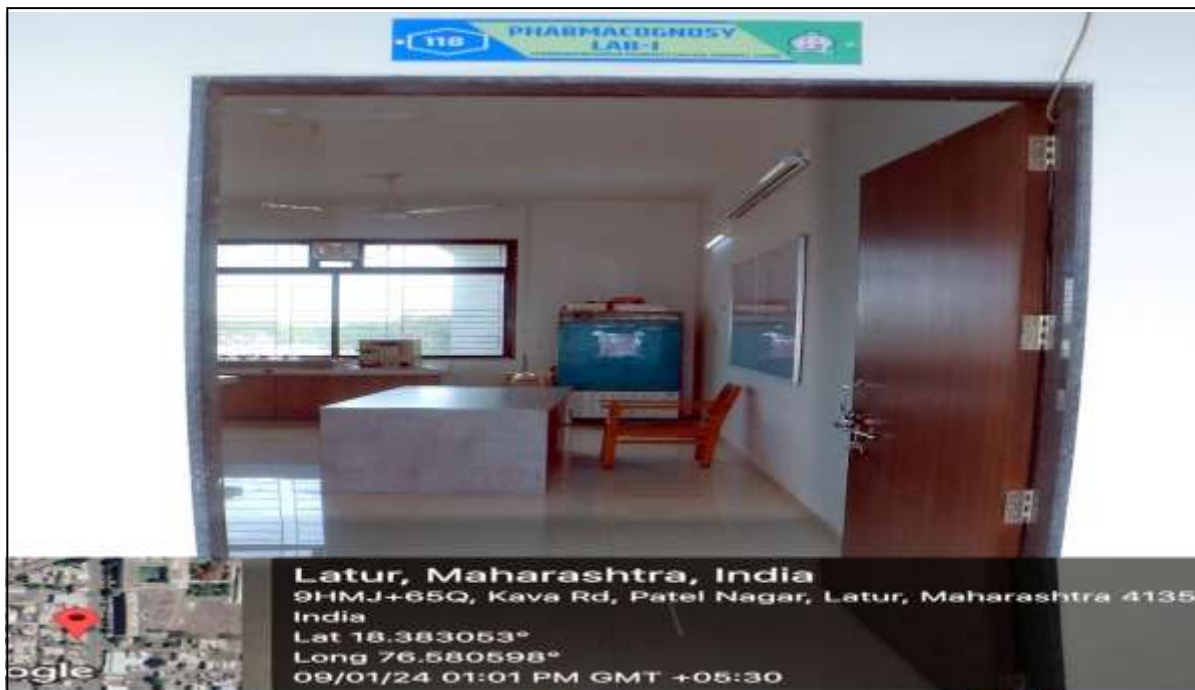 118
PHARMACOGNOSY
LAB-I
Latur, Maharashtra, India
9HMJ+65Q, Kava Rd, Patel Nagar, Latur, Maharashtra 4135
India
Lat 18.383053°
Long 76.580598°
09/01/24 01:01 PM GMT +05:30
ogle